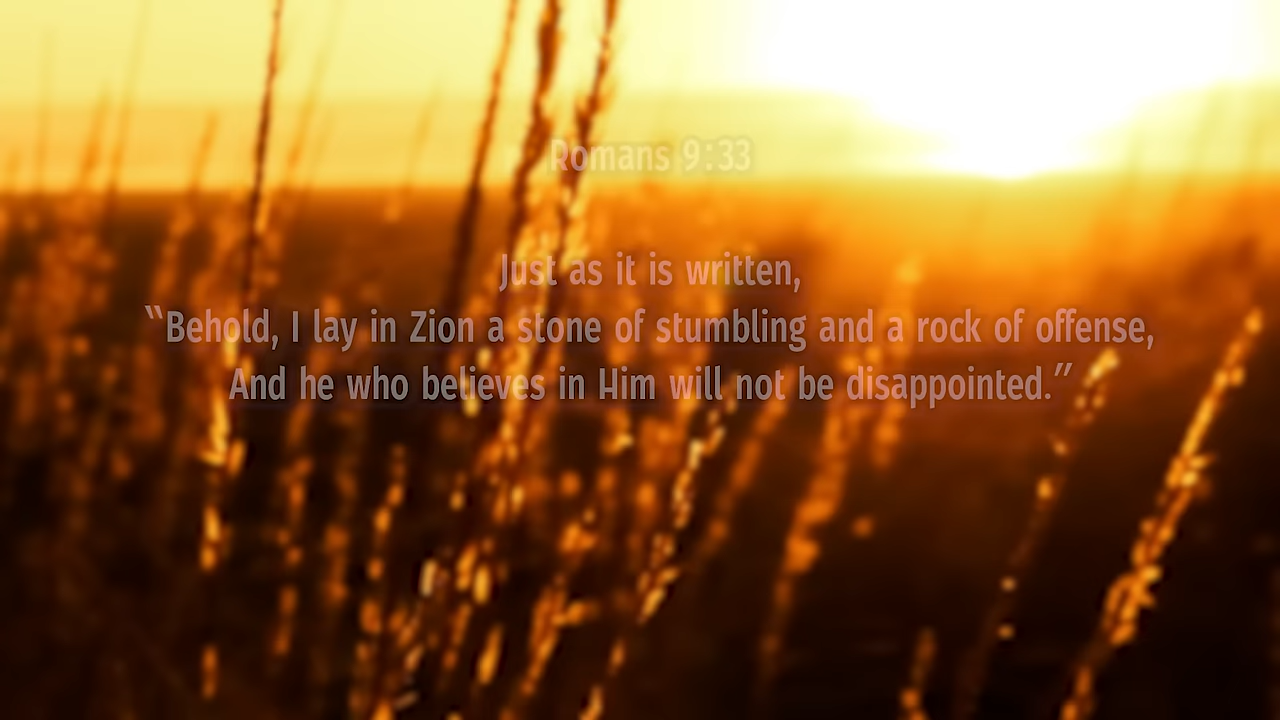 Romans 9:33
Just as it is written,
“Behold, I lay in Zion a stone of stumbling and a rock of offense,
And he who believes in Him will not be disappointed.”